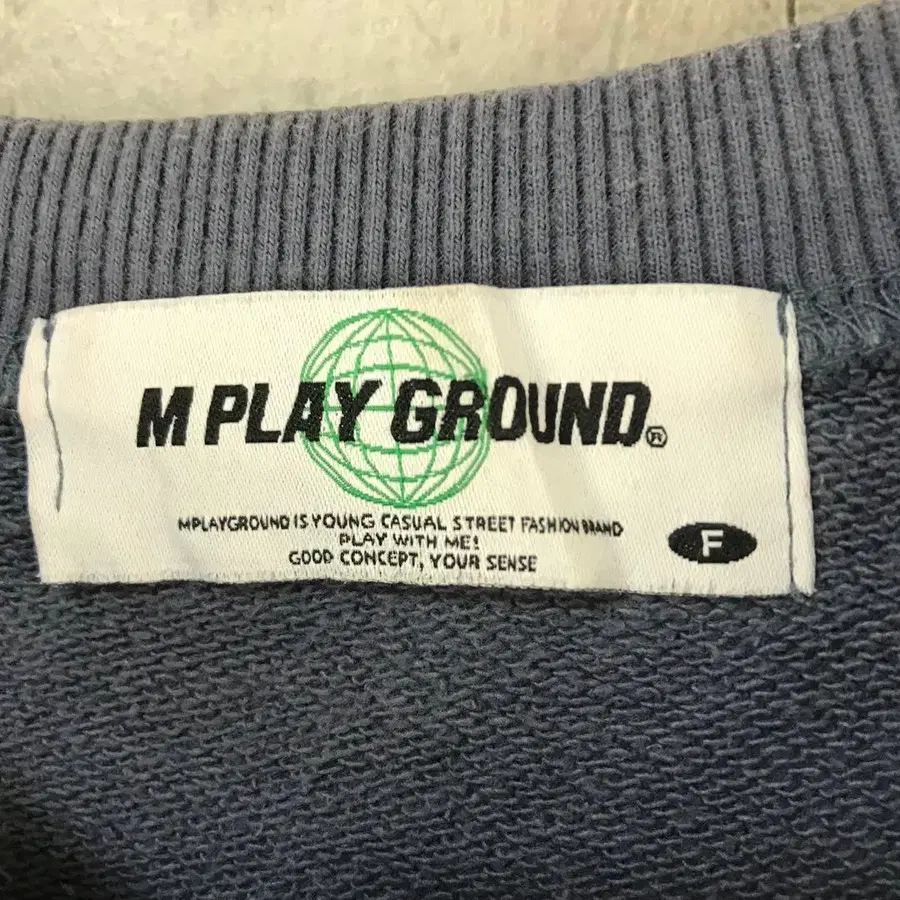 M PLAY GROUND®
MPLAYGROUND IS YOUNG CASUAL STREET FASHION BRAND
PLAY WITH ME!
GOOD CONCEPT, YOUR SENSE
F